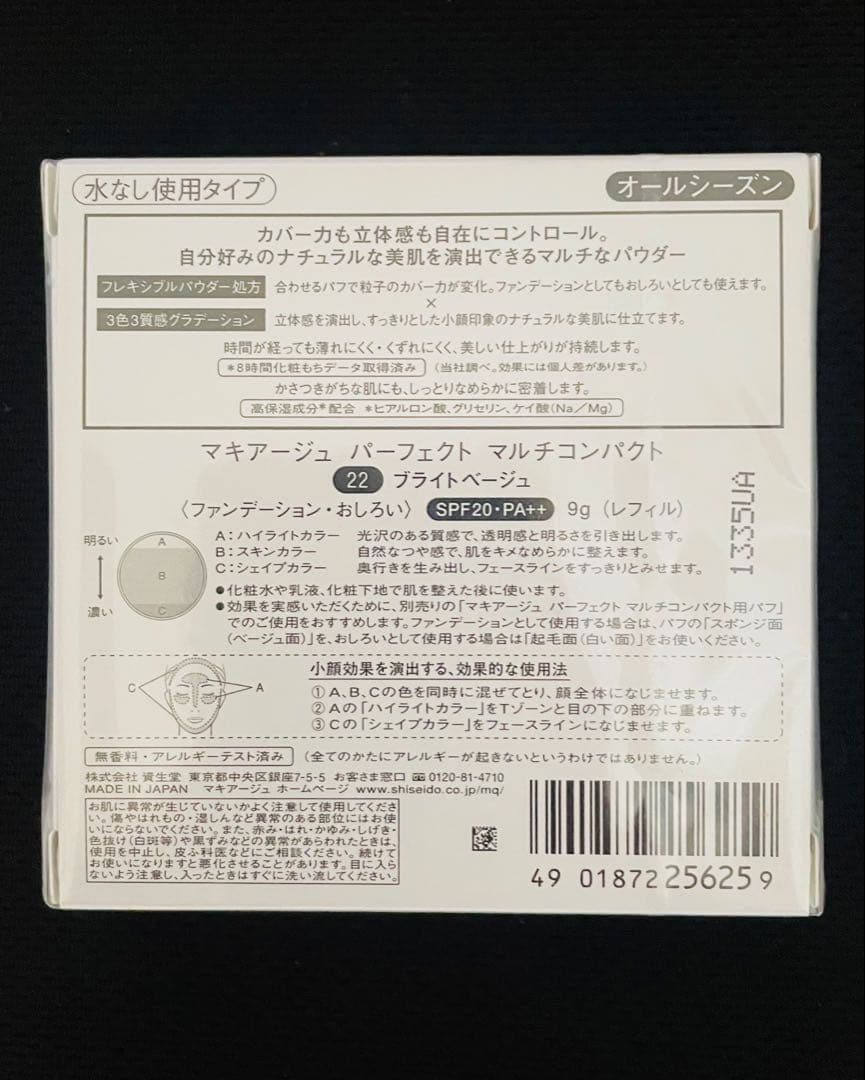 水なし使用タイプ
オールシーズン
カバー力も立体感も自在にコントロール。
自分好みのナチュラルな美肌を演出できるマルチなパウダー
フレキシブルパウダー処方 合わせるパフで粒子のカバー力が変化。ファンデーションとしてもおしろいとしても使えます。
×
3色3質感グラデーション 立体感を演出し、すっきりとした小顔印象のナチュラルな美肌に仕立てます。
時間が経っても薄れにくく・くずれにくく、美しい仕上がりが持続します。
*8時間化粧もちデータ取得済み (当社調べ。効果には個人差があります。)
かさつきがちな肌にも、しっとりなめらかに密着します。
高保湿成分*配合 *ヒアルロン酸、グリセリン、ケイ酸(Na/Mg)
マキアージュ パーフェクト マルチコンパクト
22 ブライトベージュ
〈ファンデーション・おしろい〉 SPF20・PA++ 9g(レフィル)
1335UA
明るい
濃い
A
B
C
A:ハイライトカラー 光沢のある質感で、透明感と明るさを引き出します。
B:スキンカラー 自然なつや感で、肌をキメなめらかに整えます。
C:シェイプカラー 奥行きを生み出し、フェースラインをすっきりとみせます。
●化粧水や乳液、化粧下地で肌を整えた後に使います。
●効果を実感いただくために、別売りの「マキアージュ パーフェクト マルチコンパクト用パフ」
でのご使用をおすすめします。ファンデーションとして使用する場合は、パフの「スポンジ面
(ベージュ面)」を、おしろいとして使用する場合は「起毛面(白い面)」をお使いください。
C
A
小顔効果を演出する、効果的な使用法
①A、B、Cの色を同時に混ぜてとり、顔全体になじませます。
②Aの「ハイライトカラー」をTゾーンと目の下の部分に重ねます。
③Cの「シェイプカラー」をフェースラインになじませます。
無香料・アレルギーテスト済み (全てのかたにアレルギーが起きないというわけではありません。)
株式会社 資生堂 東京都中央区銀座7-5-5 お客さま窓口 0120-81-4710
MADE IN JAPAN マキアージュ ホームページ www.shiseido.co.jp/mq/
お肌に異常が生じていないかよく注意して使用してくださ
い。傷やはれもの・湿しんなど異常のある部位にはお使
いにならないでください。また、赤み・はれ・かゆみ・しげき・
色抜け(白斑等)や黒ずみなどの異常があらわれたときは、
使用を中止し、皮ふ科医などにご相談ください。続けて
お使いになりますと悪化することがあります。目に入ら
ないよう注意し、入ったときはすぐに洗い流してください。
49 01872 256259